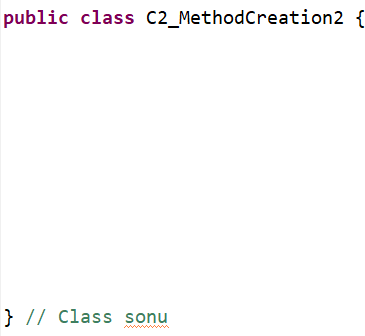 public class C2_MethodCreation2 {
} // Class sonu